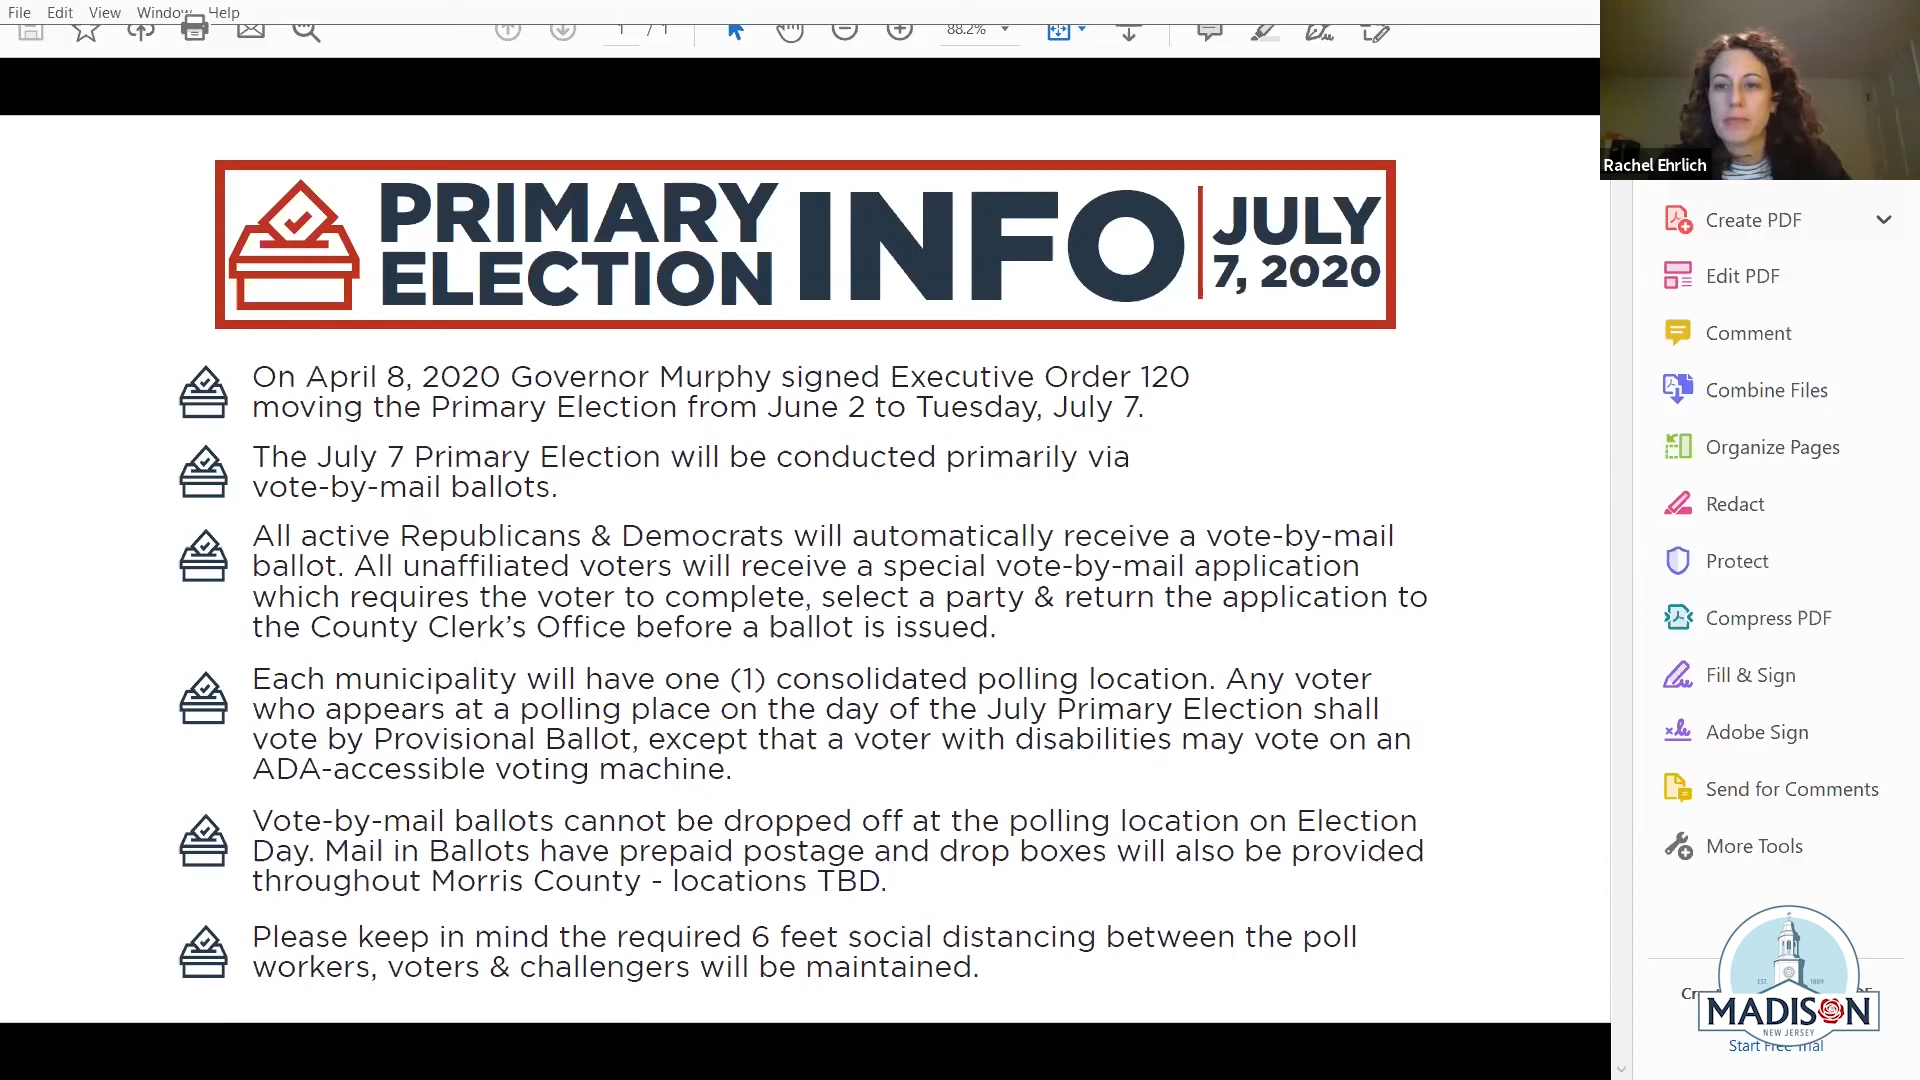 File Edit View Window Help
1 / 1 88.2%
Rachel Ehrlich
PRIMARY
ELECTION
INFO
JULY
7, 2020
On April 8, 2020 Governor Murphy signed Executive Order 120
moving the Primary Election from June 2 to Tuesday, July 7.
The July 7 Primary Election will be conducted primarily via
vote-by-mail ballots.
All active Republicans & Democrats will automatically receive a vote-by-mail
ballot. All unaffiliated voters will receive a special vote-by-mail application
which requires the voter to complete, select a party & return the application to
the County Clerk's Office before a ballot is issued.
Each municipality will have one (1) consolidated polling location. Any voter
who appears at a polling place on the day of the July Primary Election shall
vote by Provisional Ballot, except that a voter with disabilities may vote on an
ADA-accessible voting machine.
Vote-by-mail ballots cannot be dropped off at the polling location on Election
Day. Mail in Ballots have prepaid postage and drop boxes will also be provided
throughout Morris County - locations TBD.
Please keep in mind the required 6 feet social distancing between the poll
workers, voters & challengers will be maintained.
Create PDF
Edit PDF
Comment
Combine Files
Organize Pages
Redact
Protect
Compress PDF
Fill & Sign
Adobe Sign
Send for Comments
More Tools
EST. 1889
MADISON
NEW JERSEY
Start Free Trial